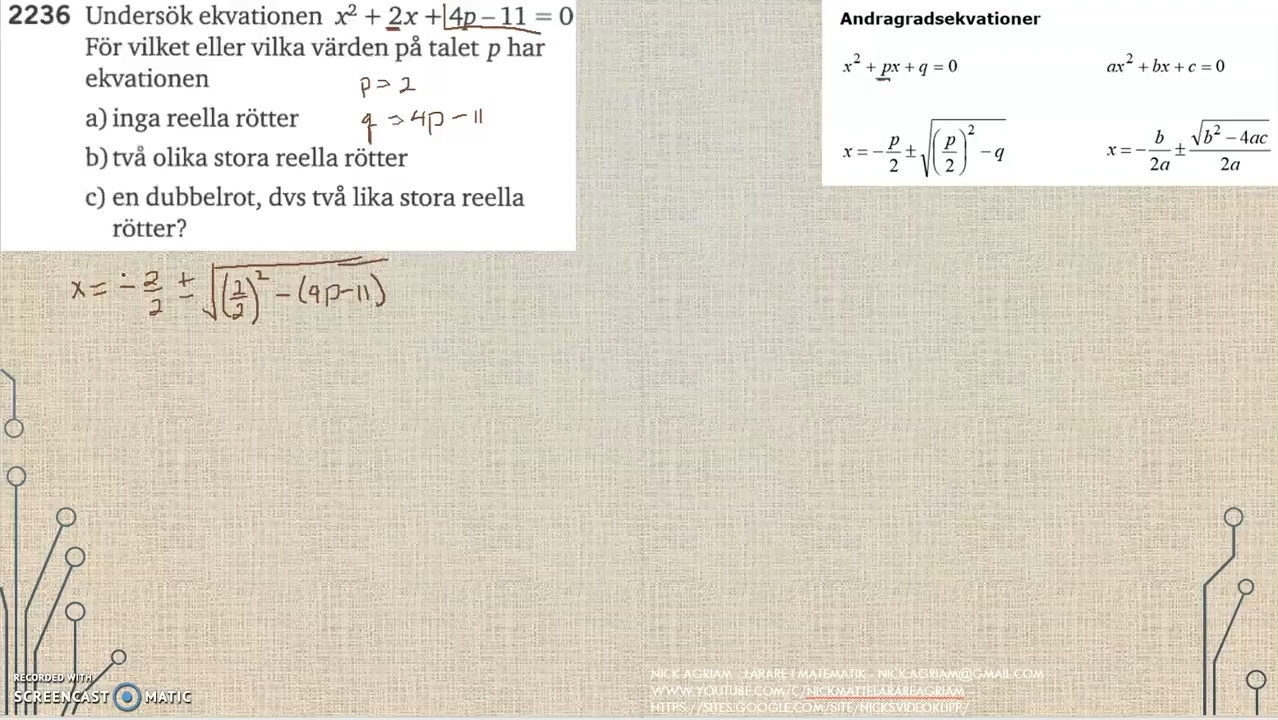 2236 Undersök ekvationen x² + 2x + 4p − 11 = 0
För vilket eller vilka värden på talet p har
ekvationen
a) inga reella rötter
b) två olika stora reella rötter
c) en dubbelrot, dvs två lika stora reella
rötter?
p → 2
q → 4p − 11
x = − 2/2 ± √((2/2)² − (4p−11))
Andragradsekvationer
x² + px + q = 0
ax² + bx + c = 0
x = − p/2 ± √((p/2)² − q)
x = − b/2a ± √(b² − 4ac)/2a
RECORDED WITH
SCREENCAST MATIC
NICK AGRIAM LÄRARE I MATEMATIK - NICKAGRIAM@GMAIL.COM
WWW.YOUTUBE.COM/C/NICKMATTELARAREAGRIAM
HTTPS://SITES.GOOGLE.COM/SITE/NICKSVIDEOKLIPP/